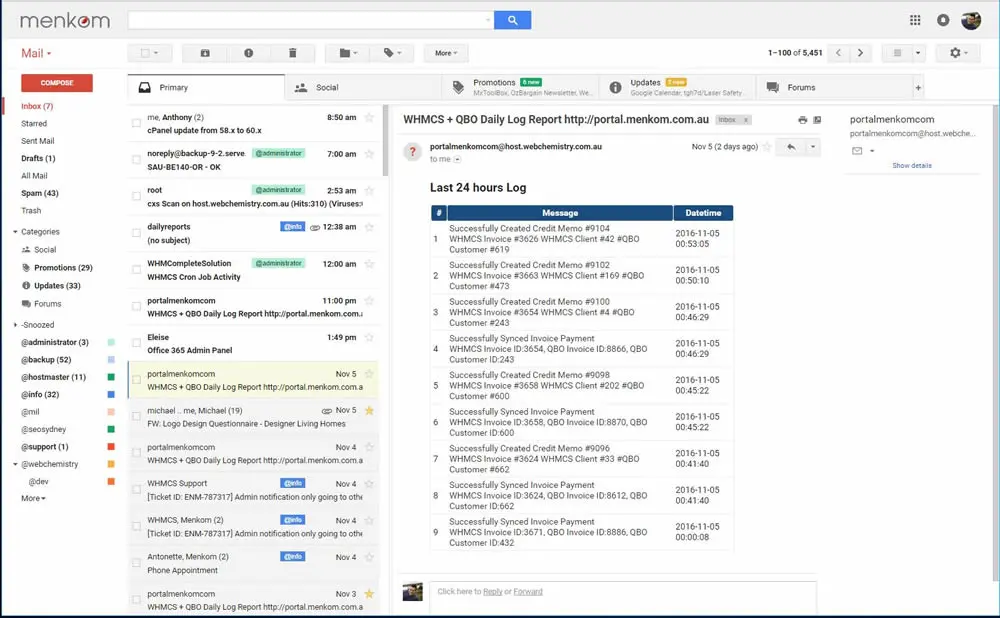 menkom
Mail
More
1–100 of 5,451
COMPOSE
Inbox (7)
Starred
Sent Mail
Drafts (1)
All Mail
Spam (43)
Trash
Categories
Social
Promotions (29)
Updates (33)
Forums
-Snoozed
@administrator (3)
@backup (52)
@hostmaster (11)
@info (32)
@mil
@seosydney
@support (1)
@webchemistry
@dev
More
Primary
Social
Promotions 5 new
MxToolBox, OzBargain Newsletter, We...
Updates 2 new
Google Calendar, tgh7d/Laser Safety...
Forums
+
me, Anthony (2) 8:50 am
cPanel update from 58.x to 60.x
noreply@backup-9-2.serve. @administrator 7:00 am
SAU-BE140-OR - OK
root @administrator 2:53 am
cxs Scan on host.webchemistry.com.au (Hits:310) (Viruses:
dailyreports @info 12:38 am
(no subject)
WHMCompleteSolution @administrator 12:00 am
WHMCS Cron Job Activity
portalmenkomcom 11:00 pm
WHMCS + QBO Daily Log Report http://portal.menkom.com.
Eleise 1:49 pm
Office 365 Admin Panel
portalmenkomcom Nov 5
WHMCS + QBO Daily Log Report http://portal.menkom.com.a
michael .. me, Michael (19) Nov 5
FW: Logo Design Questionnaire - Designer Living Homes
portalmenkomcom Nov 4
WHMCS + QBO Daily Log Report http://portal.menkom.com.a
WHMCS Support @info Nov 4
[Ticket ID: ENM-787317] Admin notification only going to othe
WHMCS, Menkom (2) @info Nov 4
[Ticket ID: ENM-787317] Admin notification only going to othe
Antonette, Menkom (2) @info Nov 4
Phone Appointment
portalmenkomcom Nov 3
WHMCS + QBO Daily Log Report http://portal.menkom.com.a
WHMCS + QBO Daily Log Report http://portal.menkom.com.au Inbox x
? portalmenkomcom@host.webchemistry.com.au Nov 5 (2 days ago)
to me
Last 24 hours Log
# Message Datetime
1 Successfully Created Credit Memo #9104
WHMCS Invoice #3626 WHMCS Client #42 #QBO
Customer #619
2016-11-05
00:53:05
2 Successfully Created Credit Memo #9102
WHMCS Invoice #3663 WHMCS Client #169 #QBO
Customer #473
2016-11-05
00:50:10
3 Successfully Created Credit Memo #9100
WHMCS Invoice #3654 WHMCS Client #4 #QBO
Customer #243
2016-11-05
00:46:29
4 Successfully Synced Invoice Payment
WHMCS Invoice ID:3654, QBO Invoice ID:8866, QBO
Customer ID:243
2016-11-05
00:46:29
5 Successfully Created Credit Memo #9098
WHMCS Invoice #3658 WHMCS Client #202 #QBO
Customer #600
2016-11-05
00:45:22
6 Successfully Synced Invoice Payment
WHMCS Invoice ID:3658, QBO Invoice ID:8870, QBO
Customer ID:600
2016-11-05
00:45:22
7 Successfully Created Credit Memo #9096
WHMCS Invoice #3624 WHMCS Client #33 #QBO
Customer #662
2016-11-05
00:41:40
8 Successfully Synced Invoice Payment
WHMCS Invoice ID:3624, QBO Invoice ID:8612, QBO
Customer ID:662
2016-11-05
00:41:40
9 Successfully Synced Invoice Payment
WHMCS Invoice ID:3671, QBO Invoice ID:8886, QBO
Customer ID:432
2016-11-05
00:00:08
Click here to Reply or Forward
portalmenkomcom
portalmenkomcom@host.webche...
Show details